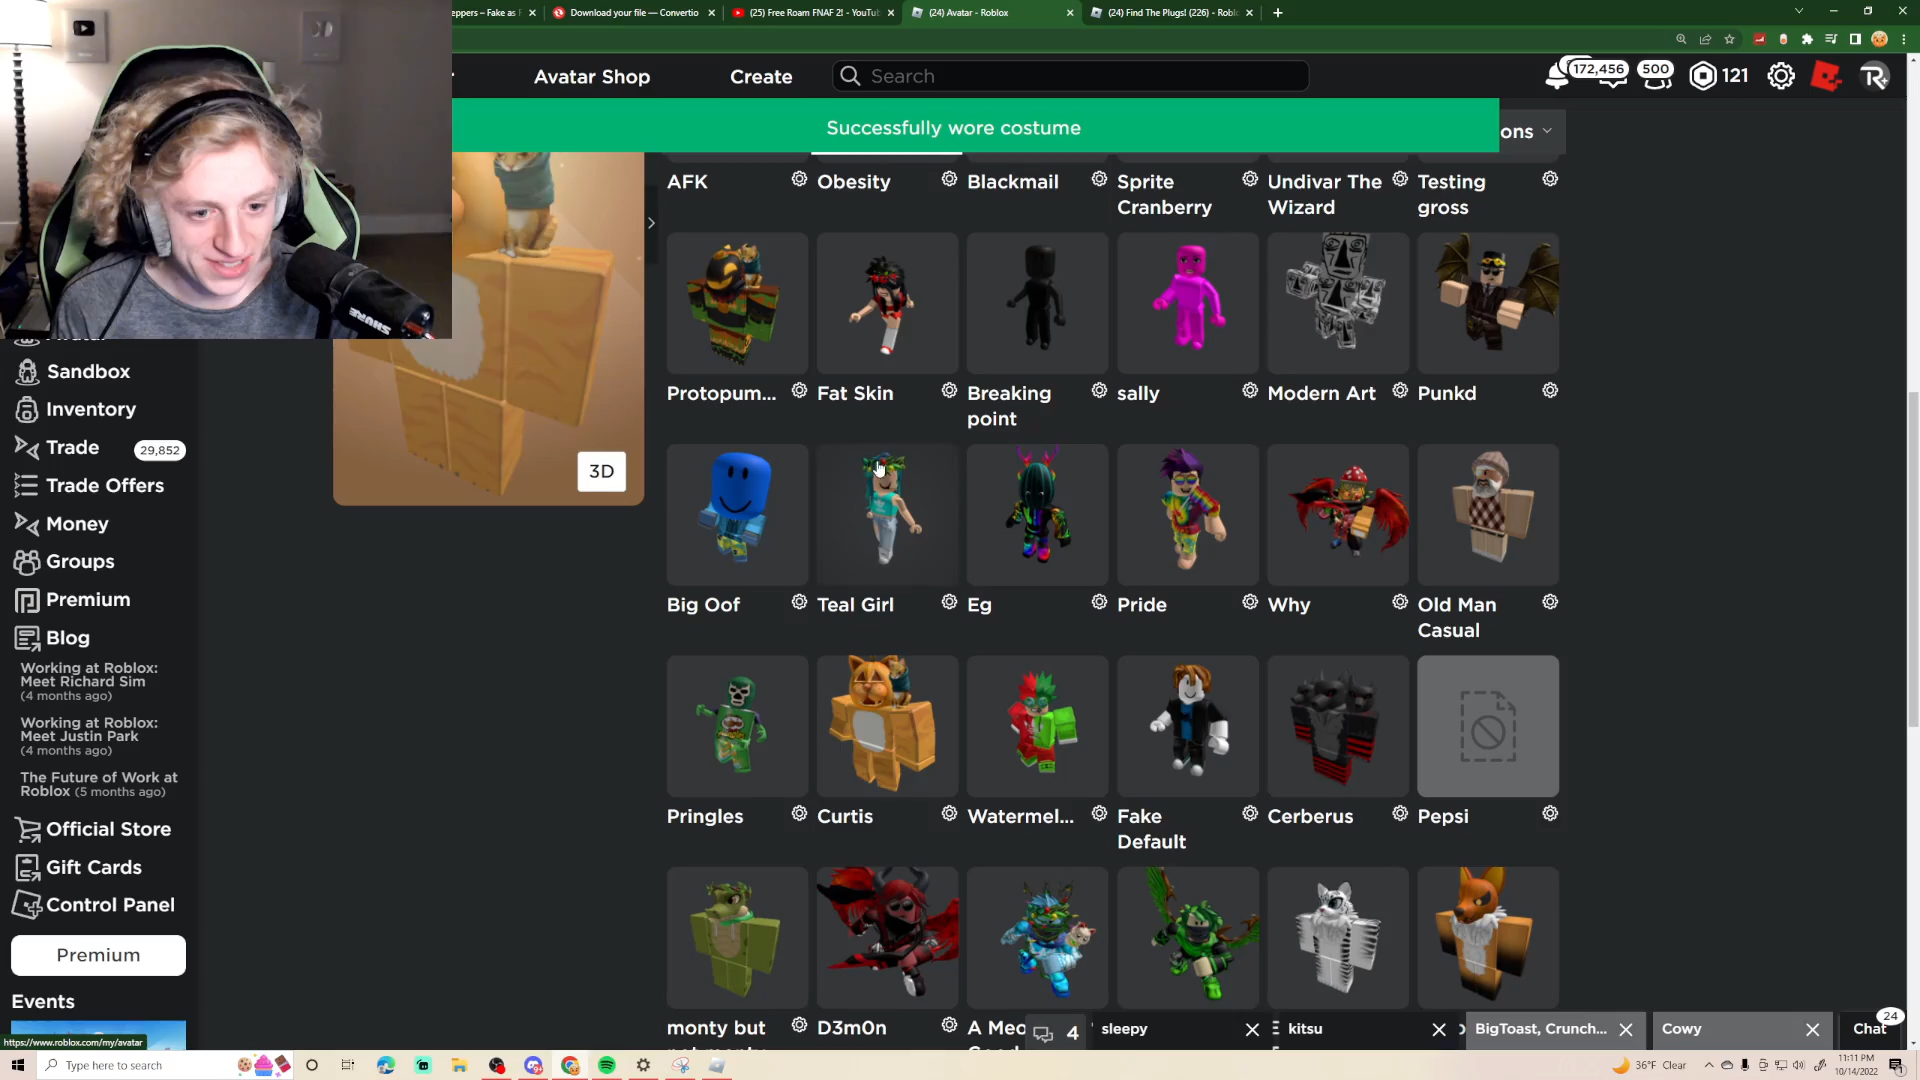 eppers – Fake as F
Download your file — Convertio
(25) Free Roam FNAF 2! - YouTu
(24) Avatar - Roblox
(24) Find The Plugs! (226) - Roblo
Avatar Shop
Create
Search
172,456
500
121
Successfully wore costume
ons
AFK
Obesity
Blackmail
Sprite Cranberry
Undivar The Wizard
Testing gross
SHURE
Sandbox
Inventory
Trade
29,852
Trade Offers
Money
Groups
Premium
Blog
Working at Roblox:
Meet Richard Sim
(4 months ago)
Working at Roblox:
Meet Justin Park
(4 months ago)
The Future of Work at
Roblox (5 months ago)
Official Store
Gift Cards
Control Panel
Premium
Events
3D
Protopum...
Fat Skin
Breaking point
sally
Modern Art
Punkd
Big Oof
Teal Girl
Eg
Pride
Why
Old Man Casual
Pringles
Curtis
Watermel...
Fake Default
Cerberus
Pepsi
monty but
D3m0n
A Mec
4
sleepy
kitsu
BigToast, Crunch...
Cowy
Chat
24
https://www.roblox.com/my/avatar
Type here to search
36°F Clear
11:11 PM
10/14/2022